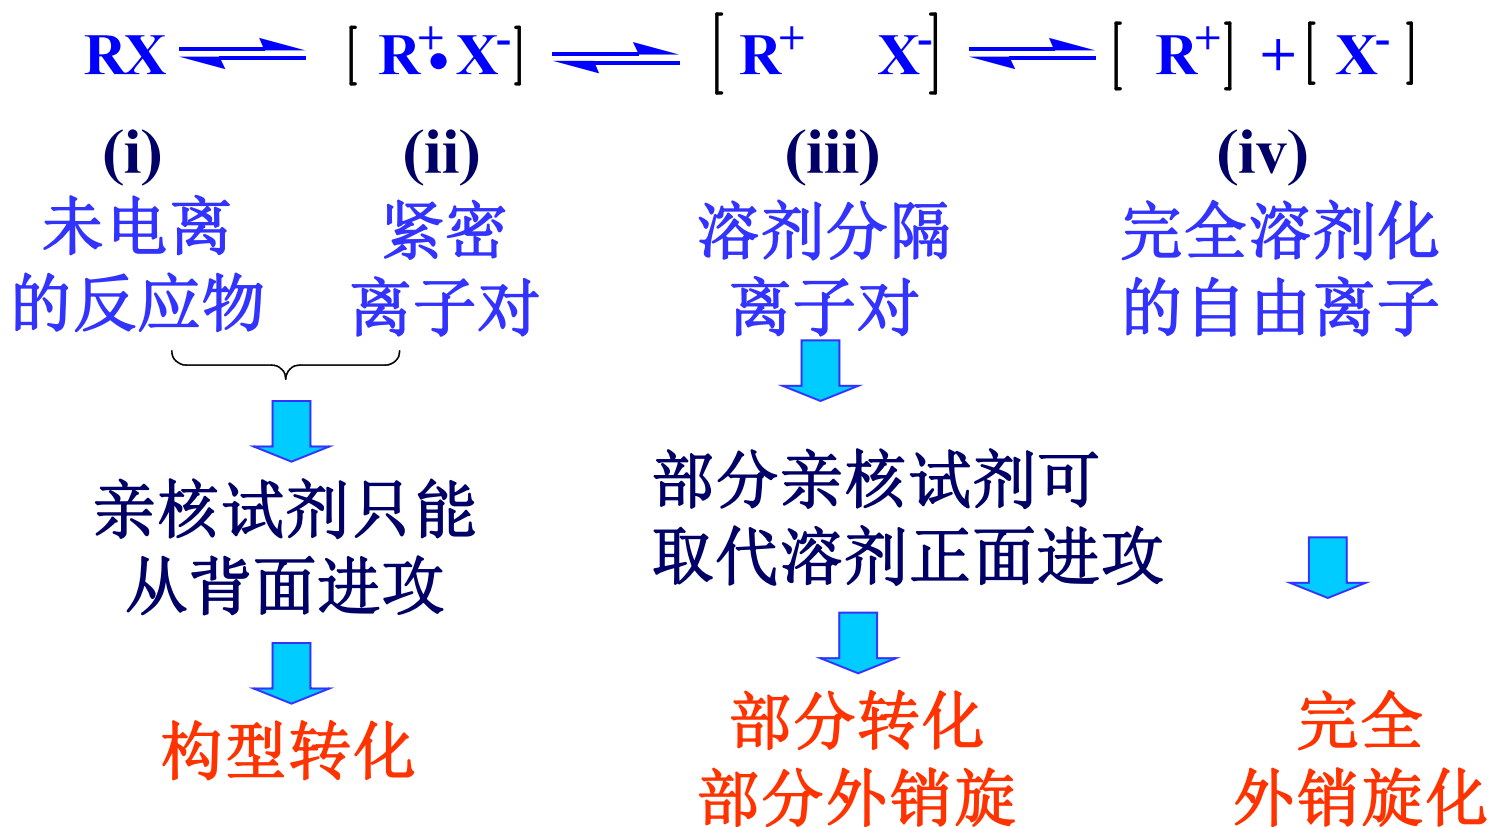 RX ⇌ [ R⁺•X⁻ ] ⇌ [ R⁺ X⁻ ] ⇌ [ R⁺ ] + [ X⁻ ]
(i) (ii) (iii) (iv)
未电离
的反应物
紧密
离子对
溶剂分隔
离子对
完全溶剂化
的自由离子
亲核试剂只能
从背面进攻
部分亲核试剂可
取代溶剂正面进攻
构型转化
部分转化
部分外销旋
完全
外销旋化